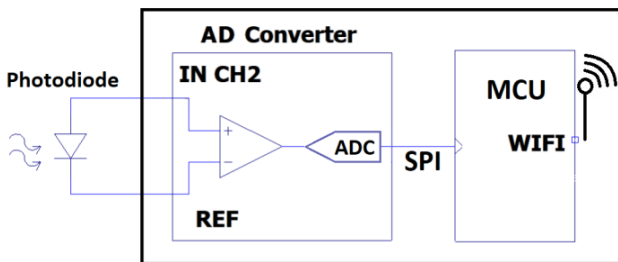 AD Converter
Photodiode
IN CH2
MCU
+
ADC
WIFI
−
SPI
REF